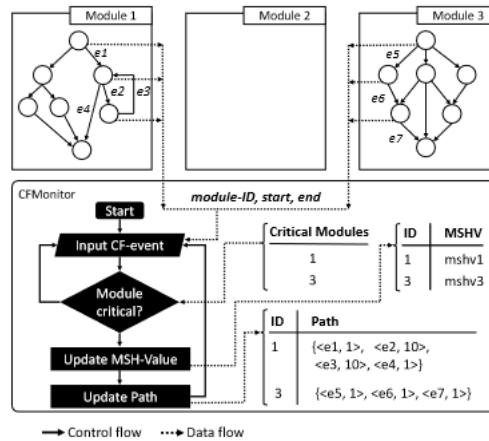 Module 1
Module 2
Module 3
e1
e2
e3
e4
e5
e6
e7
module-ID, start, end
CFMonitor
Start
Input CF-event
Module
critical?
Update MSH-Value
Update Path
Critical Modules
1
3
ID MSHV
1 mshv1
3 mshv3
ID Path
1 {<e1, 1>, <e2, 10>,
<e3, 10>, <e4, 1>}
3 {<e5, 1>, <e6, 1>, <e7, 1>}
Control flow
Data flow